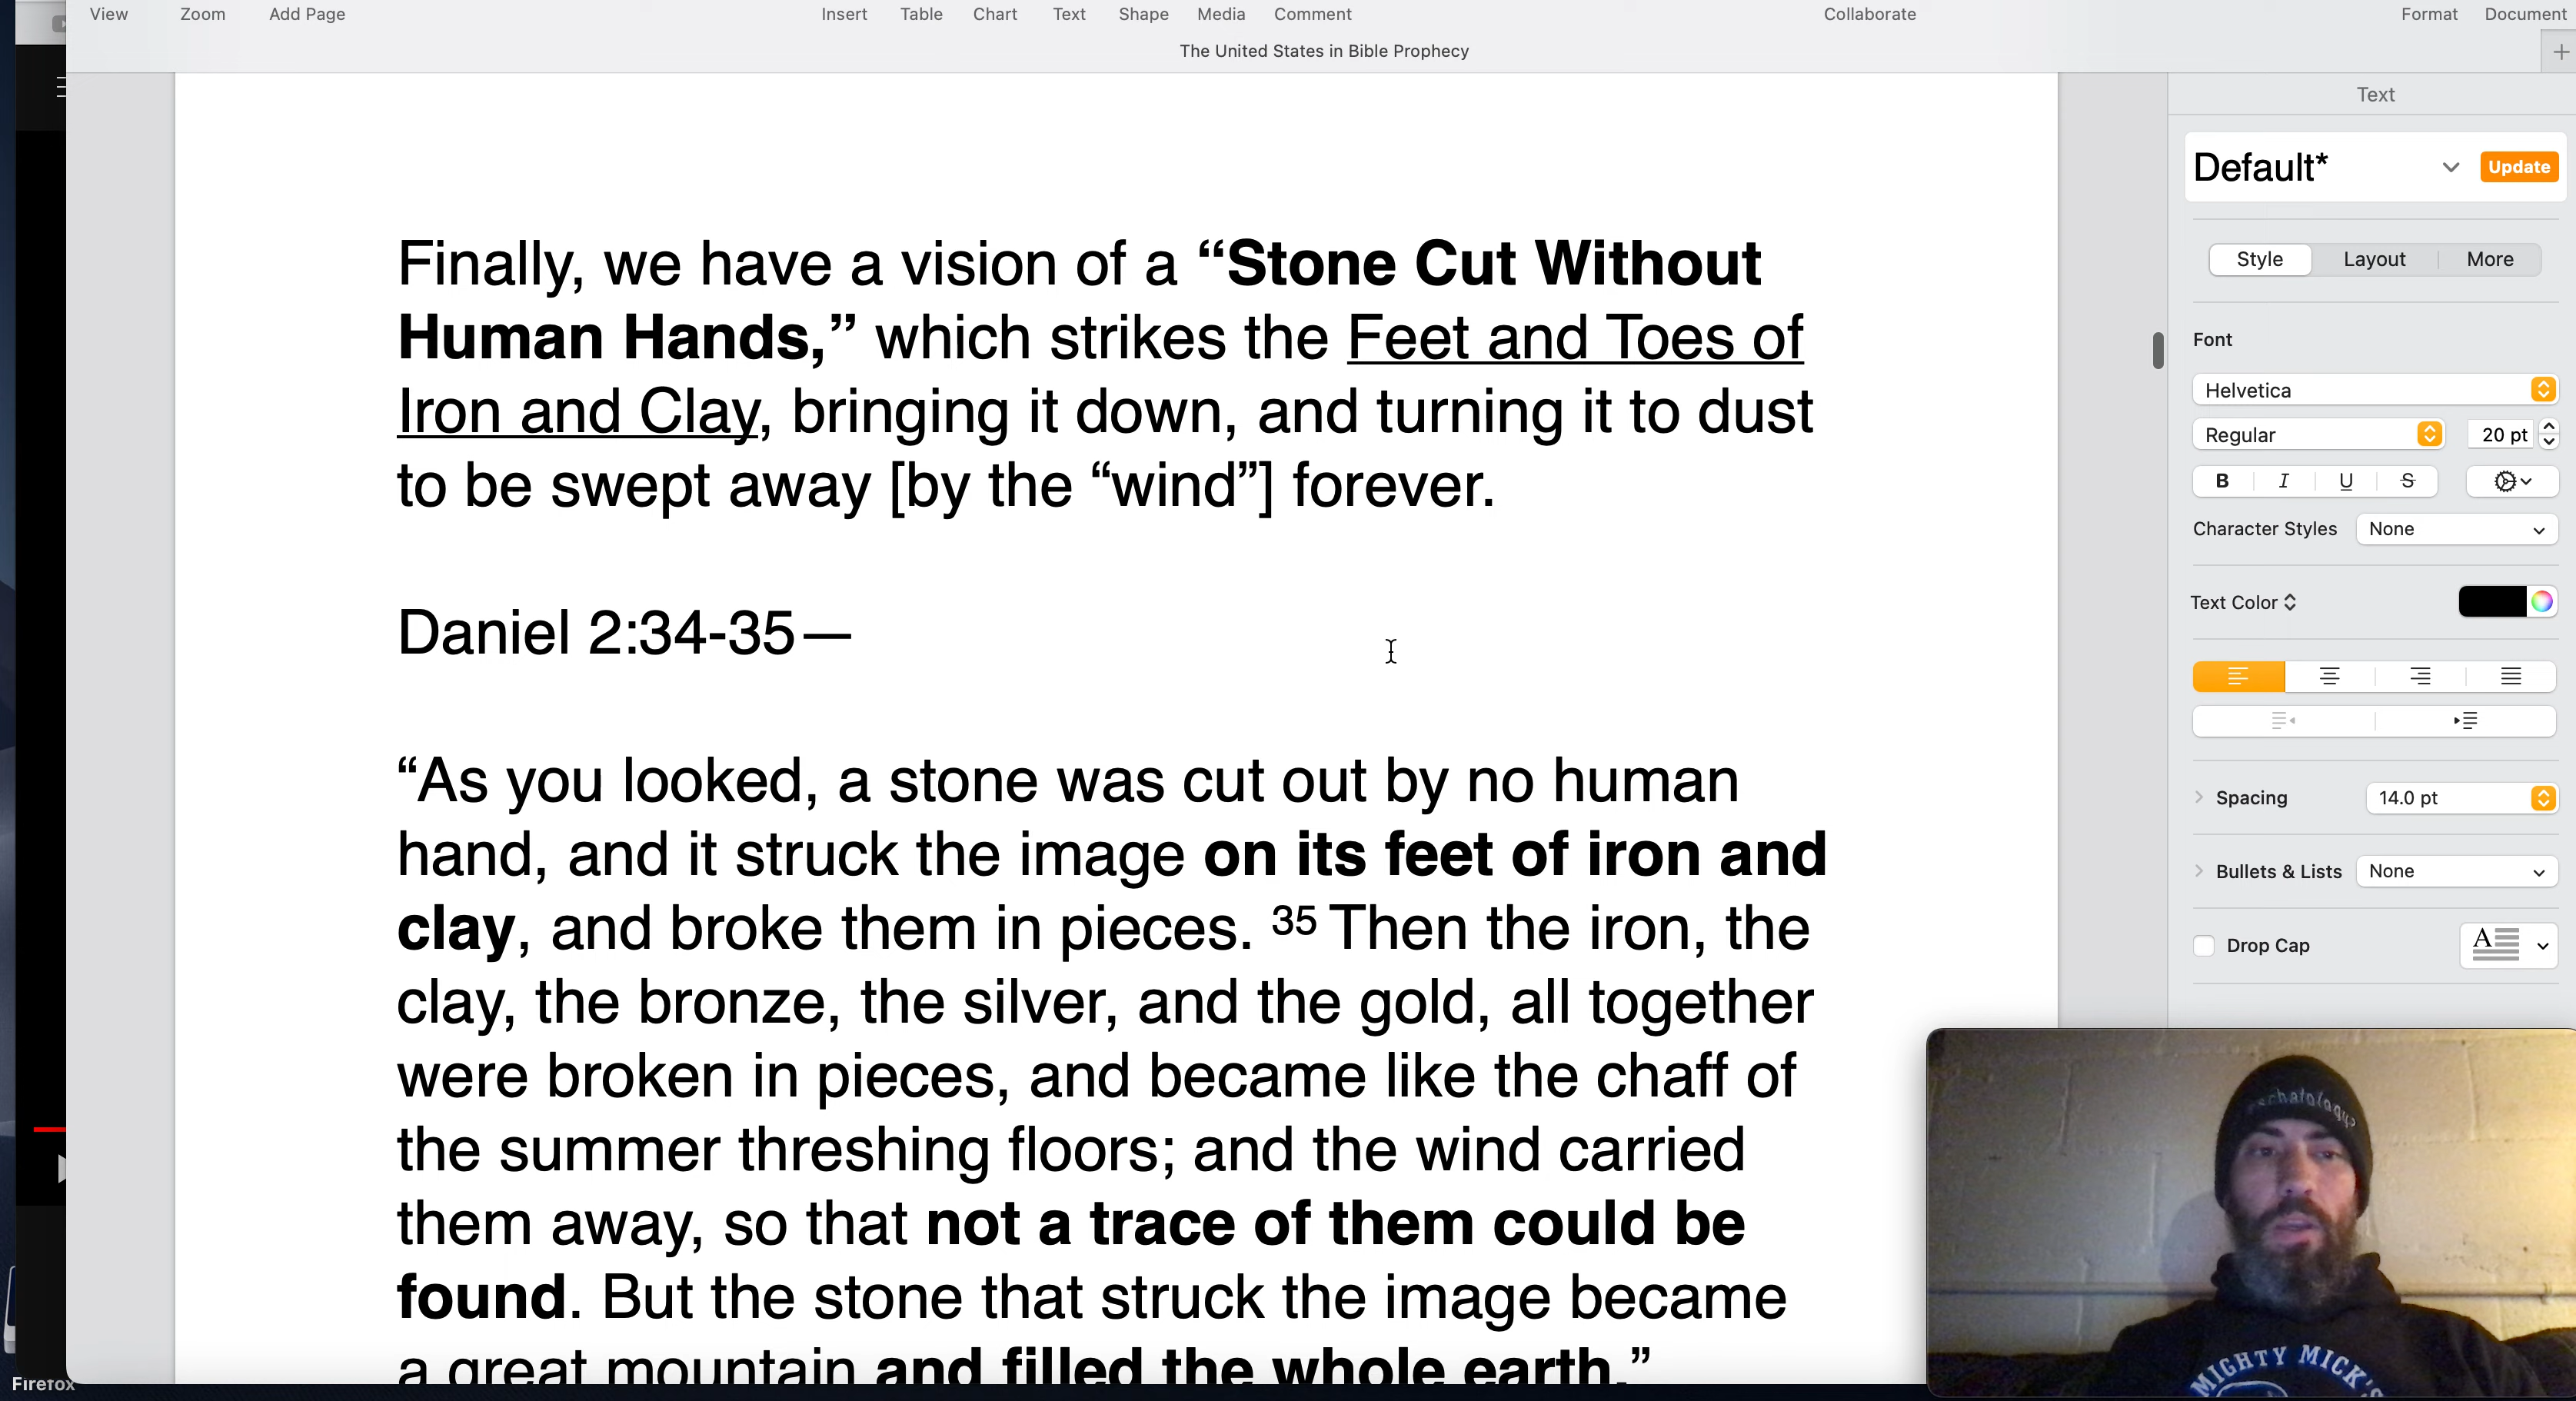 View Zoom Add Page Insert Table Chart Text Shape Media Comment Collaborate Format Document
The United States in Bible Prophecy
Finally, we have a vision of a “Stone Cut Without
Human Hands,” which strikes the Feet and Toes of
Iron and Clay, bringing it down, and turning it to dust
to be swept away [by the “wind”] forever.
Daniel 2:34-35—
“As you looked, a stone was cut out by no human
hand, and it struck the image on its feet of iron and
clay, and broke them in pieces. 35 Then the iron, the
clay, the bronze, the silver, and the gold, all together
were broken in pieces, and became like the chaff of
the summer threshing floors; and the wind carried
them away, so that not a trace of them could be
found. But the stone that struck the image became
a great mountain and filled the whole earth.”
Text
Default* Update
Style Layout More
Font
Helvetica
Regular 20 pt
B I U S
Character Styles None
Text Color
Spacing 14.0 pt
Bullets & Lists None
Drop Cap A
MIGHTY MICK'S
Firefox